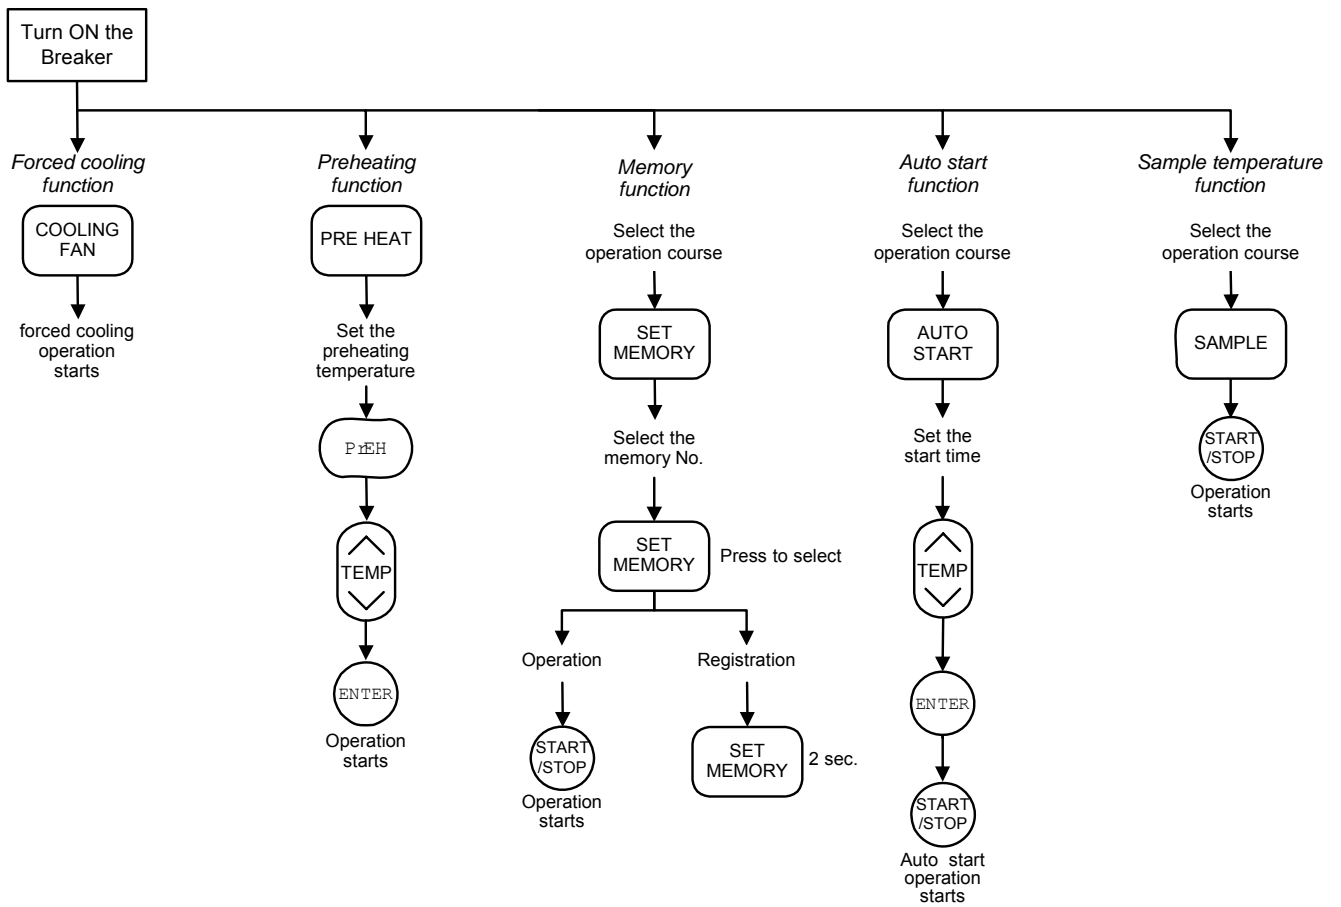 Turn ON the
Breaker
Forced cooling
function
COOLING
FAN
forced cooling
operation
starts
Preheating
function
PRE HEAT
Set the
preheating
temperature
PrEH
TEMP
ENTER
Operation
starts
Memory
function
Select the
operation course
SET
MEMORY
Select the
memory No.
SET
MEMORY
Press to select
Operation
START
/STOP
Operation
starts
Registration
SET
MEMORY
2 sec.
Auto start
function
Select the
operation course
AUTO
START
Set the
start time
TEMP
ENTER
START
/STOP
Auto start
operation
starts
Sample temperature
function
Select the
operation course
SAMPLE
START
/STOP
Operation
starts